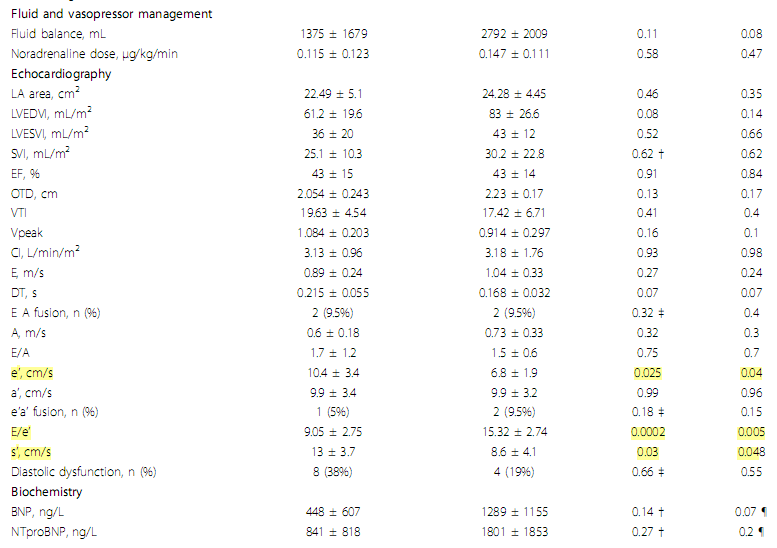 Fluid and vasopressor management
Fluid balance, mL 1375 ± 1679 2792 ± 2009 0.11 0.08
Noradrenaline dose, μg/kg/min 0.115 ± 0.123 0.147 ± 0.111 0.58 0.47
Echocardiography
LA area, cm² 22.49 ± 5.1 24.28 ± 4.45 0.46 0.35
LVEDVI, mL/m² 61.2 ± 19.6 83 ± 26.6 0.08 0.14
LVESVI, mL/m² 36 ± 20 43 ± 12 0.52 0.66
SVI, mL/m² 25.1 ± 10.3 30.2 ± 22.8 0.62 † 0.62
EF, % 43 ± 15 43 ± 14 0.91 0.84
OTD, cm 2.054 ± 0.243 2.23 ± 0.17 0.13 0.17
VTI 19.63 ± 4.54 17.42 ± 6.71 0.41 0.4
Vpeak 1.084 ± 0.203 0.914 ± 0.297 0.16 0.1
CI, L/min/m² 3.13 ± 0.96 3.18 ± 1.76 0.93 0.98
E, m/s 0.89 ± 0.24 1.04 ± 0.33 0.27 0.24
DT, s 0.215 ± 0.055 0.168 ± 0.032 0.07 0.07
E A fusion, n (%) 2 (9.5%) 2 (9.5%) 0.32 ‡ 0.4
A, m/s 0.6 ± 0.18 0.73 ± 0.33 0.32 0.3
E/A 1.7 ± 1.2 1.5 ± 0.6 0.75 0.7
e′, cm/s 10.4 ± 3.4 6.8 ± 1.9 0.025 0.04
a′, cm/s 9.9 ± 3.4 9.9 ± 3.2 0.99 0.96
e′a′ fusion, n (%) 1 (5%) 2 (9.5%) 0.18 ‡ 0.15
E/e′ 9.05 ± 2.75 15.32 ± 2.74 0.0002 0.005
s′, cm/s 13 ± 3.7 8.6 ± 4.1 0.03 0.048
Diastolic dysfunction, n (%) 8 (38%) 4 (19%) 0.66 ‡ 0.55
Biochemistry
BNP, ng/L 448 ± 607 1289 ± 1155 0.14 † 0.07 ¶
NTproBNP, ng/L 841 ± 818 1801 ± 1853 0.27 † 0.2 ¶